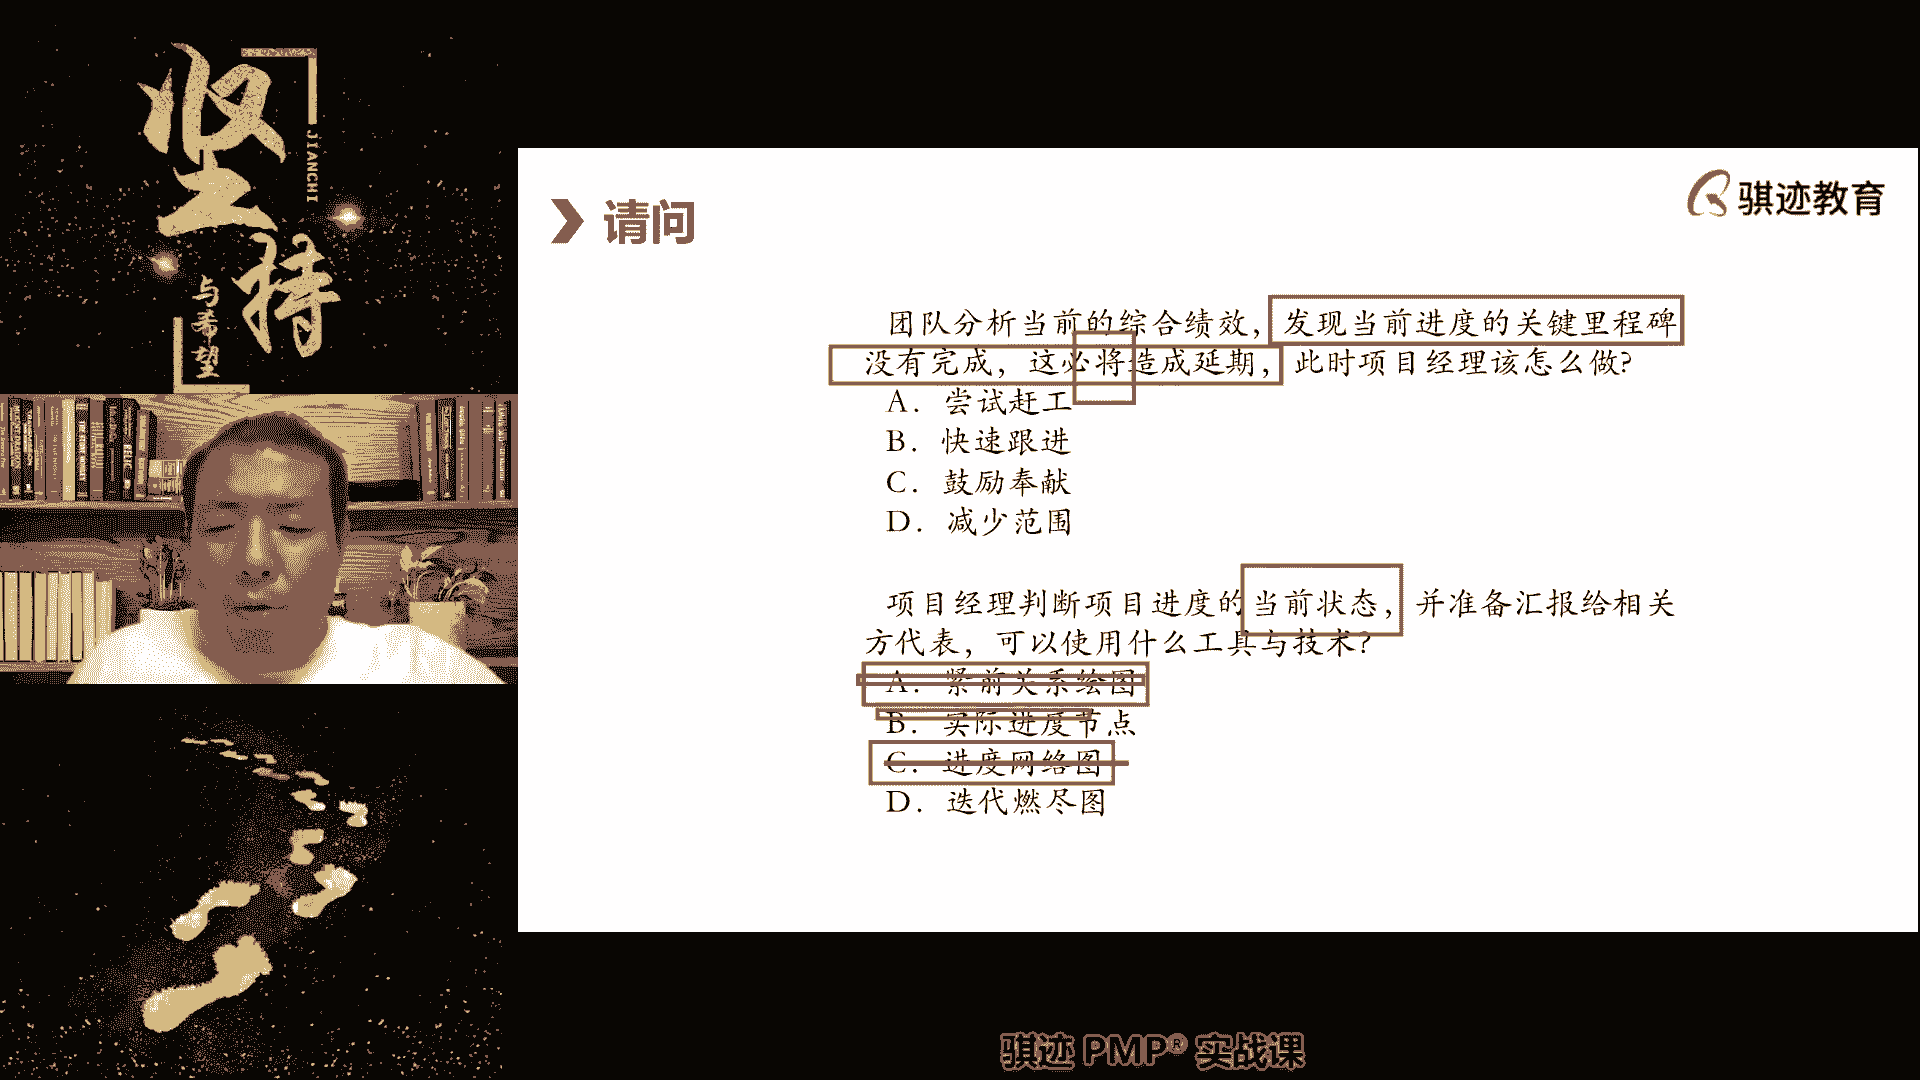 坚持
JIANCHI
与希望
请问
骐迹教育
团队分析当前的综合绩效，发现当前进度的关键里程碑
没有完成，这必将造成延期，此时项目经理该怎么做？
A. 尝试赶工
B. 快速跟进
C. 鼓励奉献
D. 减少范围
项目经理判断项目进度的当前状态，并准备汇报给相关
方代表，可以使用什么工具与技术？
A. 紧前关系绘图
B. 实际进度节点
C. 进度网络图
D. 迭代燃尽图
骐迹 PMP® 实战课